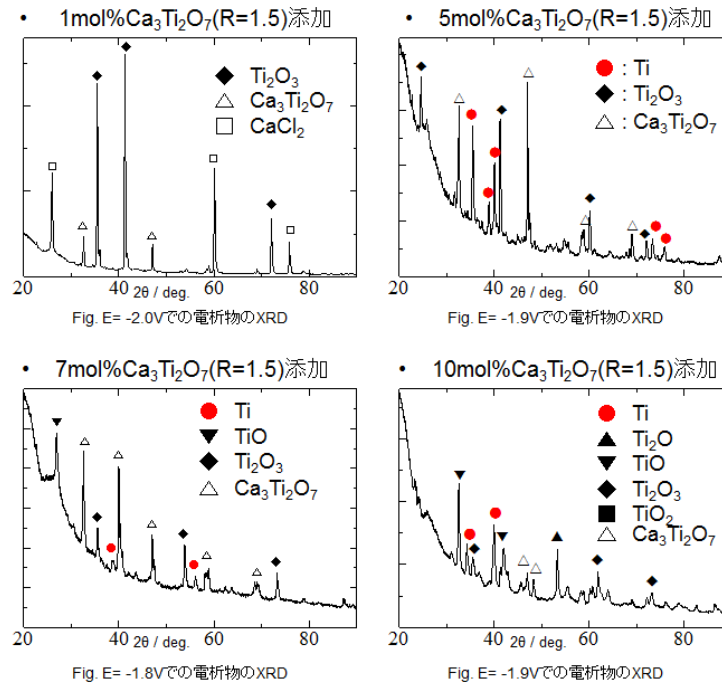 • 1mol%Ca₃Ti₂O₇(R=1.5)添加
◆ Ti₂O₃
△ Ca₃Ti₂O₇
□ CaCl₂
20 40 60 80
2θ / deg.
Fig. E= -2.0Vでの電析物のXRD
• 5mol%Ca₃Ti₂O₇(R=1.5)添加
● : Ti
◆ : Ti₂O₃
△ : Ca₃Ti₂O₇
20 40 60 80
2θ / deg.
Fig. E= -1.9Vでの電析物のXRD
• 7mol%Ca₃Ti₂O₇(R=1.5)添加
● Ti
▼ TiO
◆ Ti₂O₃
△ Ca₃Ti₂O₇
20 40 60 80
2θ / deg.
Fig. E= -1.8Vでの電析物のXRD
• 10mol%Ca₃Ti₂O₇(R=1.5)添加
● Ti
▲ Ti₂O
▼ TiO
◆ Ti₂O₃
■ TiO₂
△ Ca₃Ti₂O₇
20 40 60 80
2θ / deg.
Fig. E= -1.9Vでの電析物のXRD